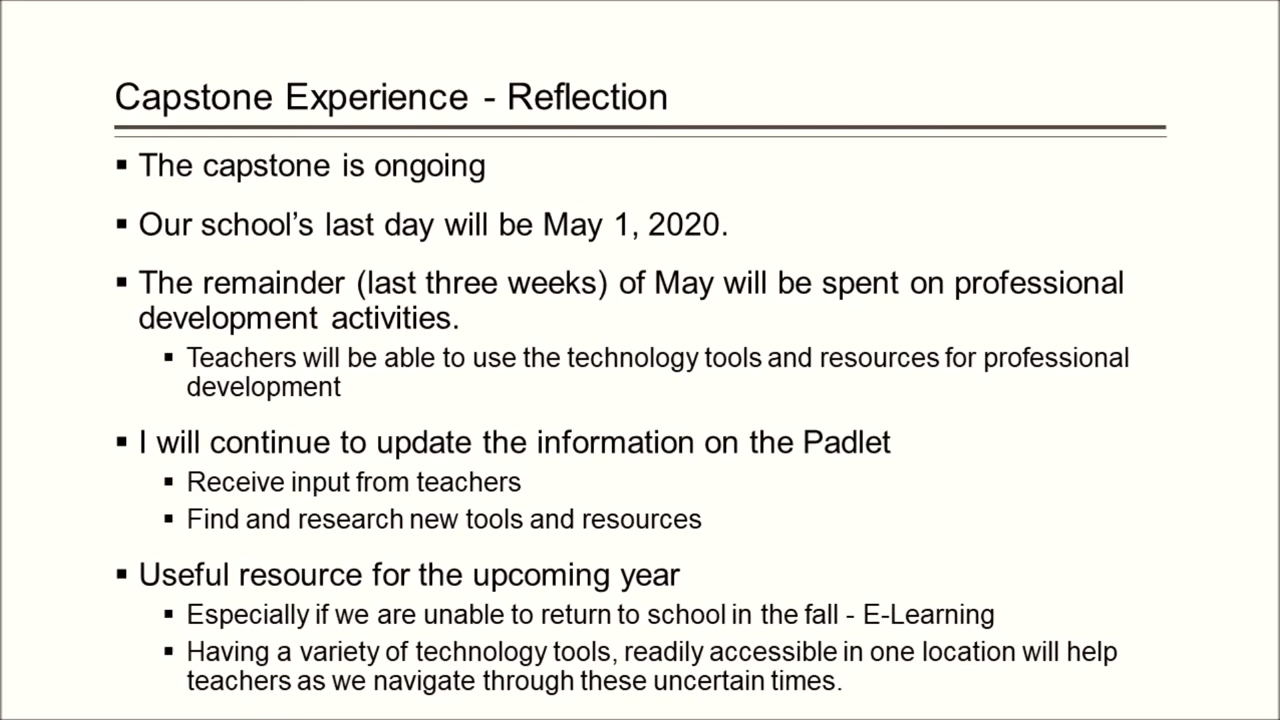 Capstone Experience - Reflection
▪ The capstone is ongoing
▪ Our school’s last day will be May 1, 2020.
▪ The remainder (last three weeks) of May will be spent on professional
development activities.
▪ Teachers will be able to use the technology tools and resources for professional
development
▪ I will continue to update the information on the Padlet
▪ Receive input from teachers
▪ Find and research new tools and resources
▪ Useful resource for the upcoming year
▪ Especially if we are unable to return to school in the fall - E-Learning
▪ Having a variety of technology tools, readily accessible in one location will help
teachers as we navigate through these uncertain times.